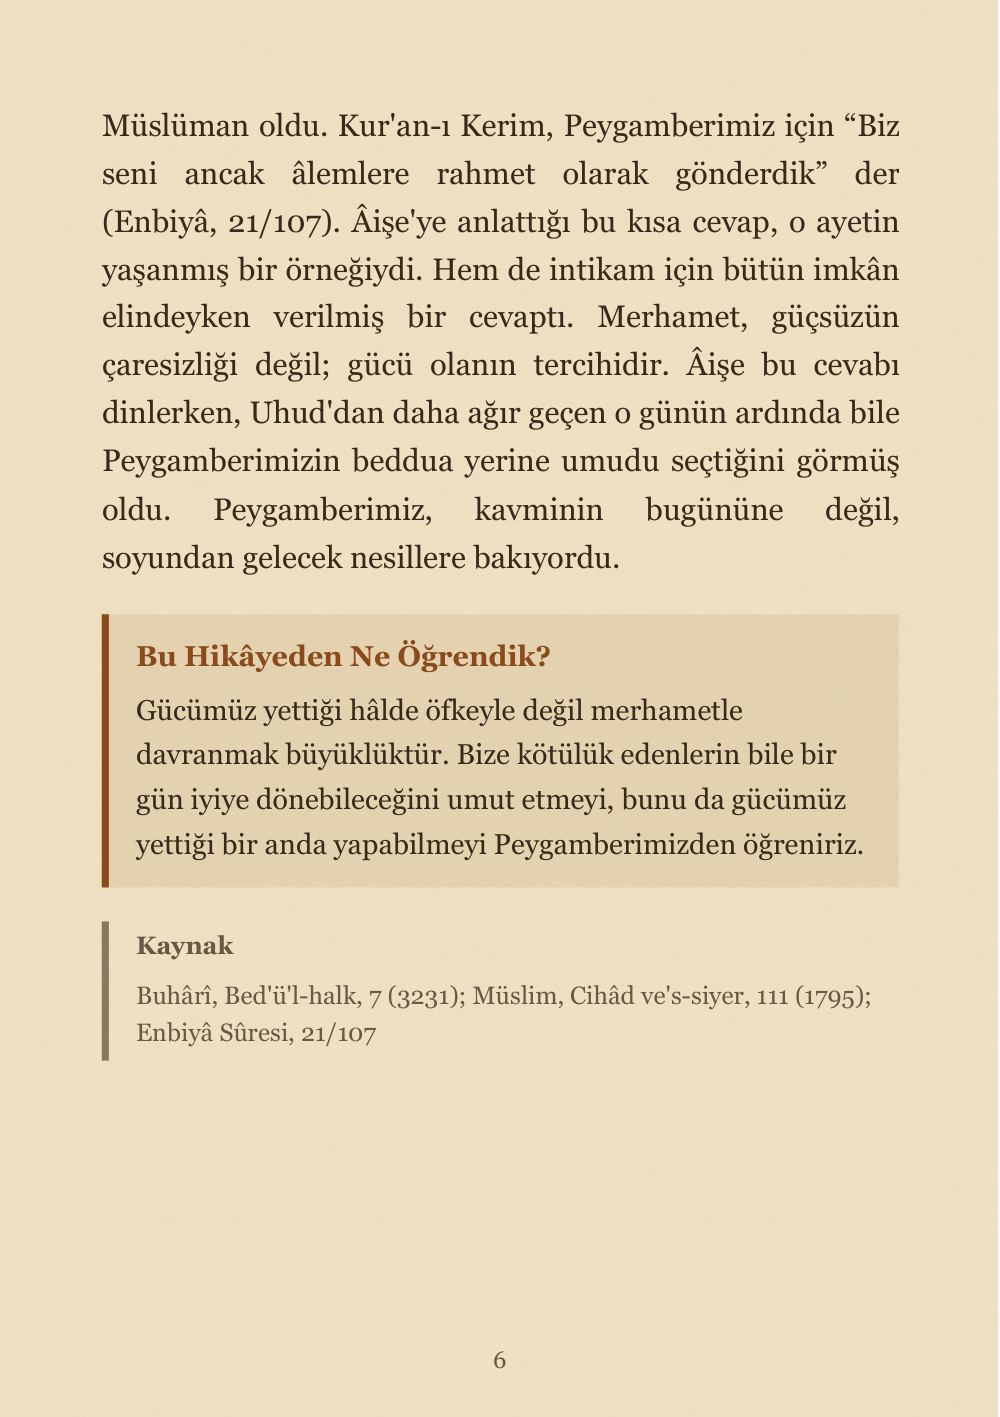 Müslüman oldu. Kur'an-ı Kerim, Peygamberimiz için “Biz
seni ancak âlemlere rahmet olarak gönderdik” der
(Enbiyâ, 21/107). Âişe'ye anlattığı bu kısa cevap, o ayetin
yaşanmış bir örneğiydi. Hem de intikam için bütün imkân
elindeyken verilmiş bir cevaptı. Merhamet, güçsüzün
çaresizliği değil; gücü olanın tercihidir. Âişe bu cevabı
dinlerken, Uhud'dan daha ağır geçen o günün ardında bile
Peygamberimizin beddua yerine umudu seçtiğini görmüş
oldu. Peygamberimiz, kavminin bugününe değil,
soyundan gelecek nesillere bakıyordu.
Bu Hikâyeden Ne Öğrendik?
Gücümüz yettiği hâlde öfkeyle değil merhametle
davranmak büyüklüktür. Bize kötülük edenlerin bile bir
gün iyiye dönebileceğini umut etmeyi, bunu da gücümüz
yettiği bir anda yapabilmeyi Peygamberimizden öğreniriz.
Kaynak
Buhârî, Bed'ü'l-halk, 7 (3231); Müslim, Cihâd ve's-siyer, 111 (1795);
Enbiyâ Sûresi, 21/107
6